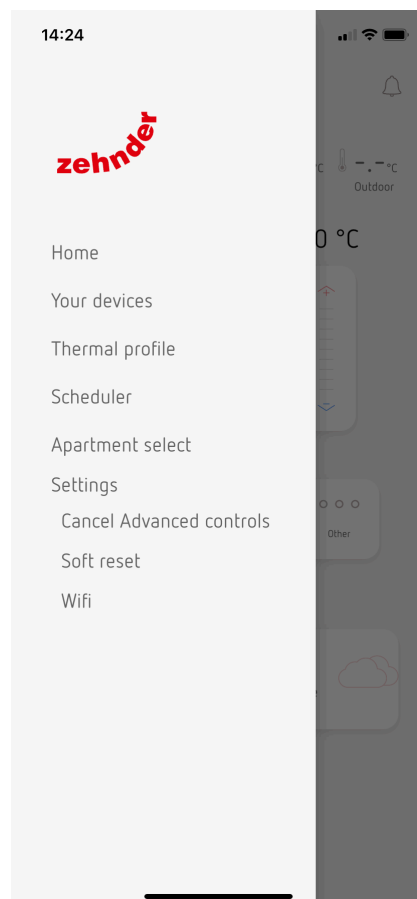 14:24
zehnder
°C
-.-°C
Outdoor
0 °C
Home
Your devices
Thermal profile
Scheduler
Apartment select
Settings
Cancel Advanced controls
Soft reset
Wifi
Other